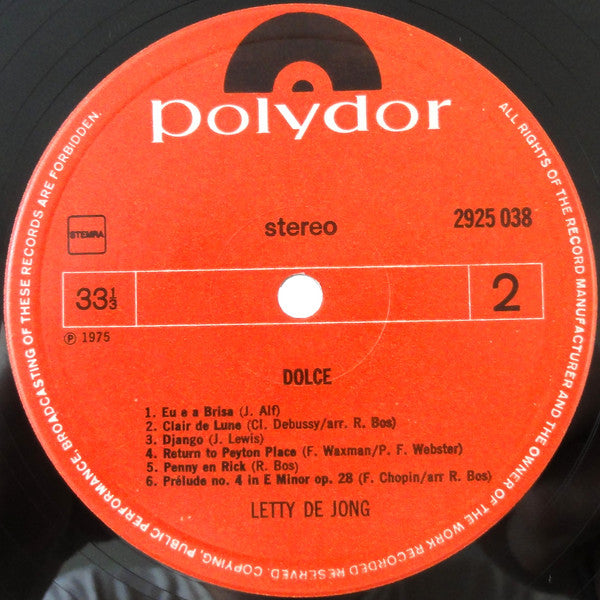 polydor
stereo
2925 038
STEMRA
33⅓
2
Ⓟ 1975
DOLCE
1. Eu e a Brisa (J. Alf)
2. Clair de Lune (Cl. Debussy/arr. R. Bos)
3. Django (J. Lewis)
4. Return to Peyton Place (F. Waxman/P. F. Webster)
5. Penny en Rick (R. Bos)
6. Prélude no. 4 in E Minor op. 28 (F. Chopin/arr R. Bos)
LETTY DE JONG
ALL RIGHTS OF THE RECORD MANUFACTURER AND THE OWNER OF THE WORK RECORDED RESERVED. COPYING, PUBLIC PERFORMANCE, BROADCASTING OF THESE RECORDS ARE FORBIDDEN.